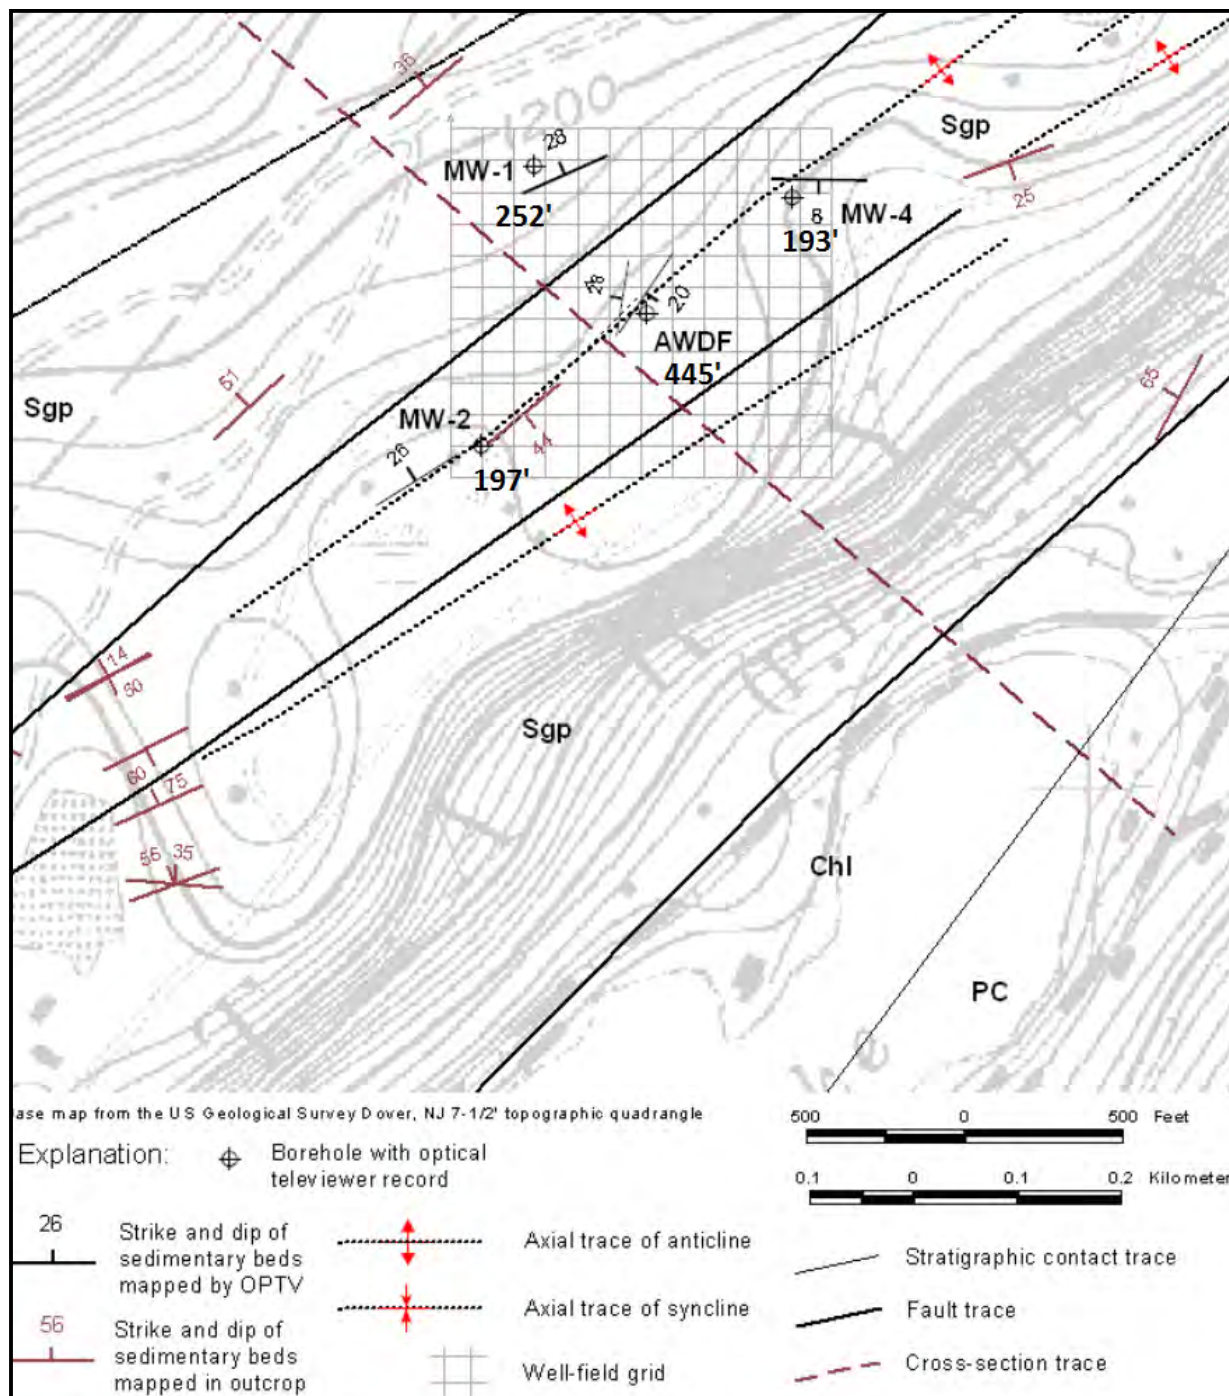 36
1200
Sgp
28
MW-1
252'
8
MW-4
193'
25
28
20
AWDF
445'
65
51
Sgp
MW-2
26
44
197'
14
50
Sgp
60
75
56 35
Chl
PC
ase map from the US Geological Survey Dover, NJ 7-1/2' topographic quadrangle
500 0 500 Feet
Explanation:
Borehole with optical
televiewer record
0.1 0 0.1 0.2 Kilometer
26
Strike and dip of
sedimentary beds
mapped by OPTV
Axial trace of anticline
Stratigraphic contact trace
56
Strike and dip of
sedimentary beds
mapped in outcrop
Axial trace of syncline
Fault trace
Well-field grid
Cross-section trace